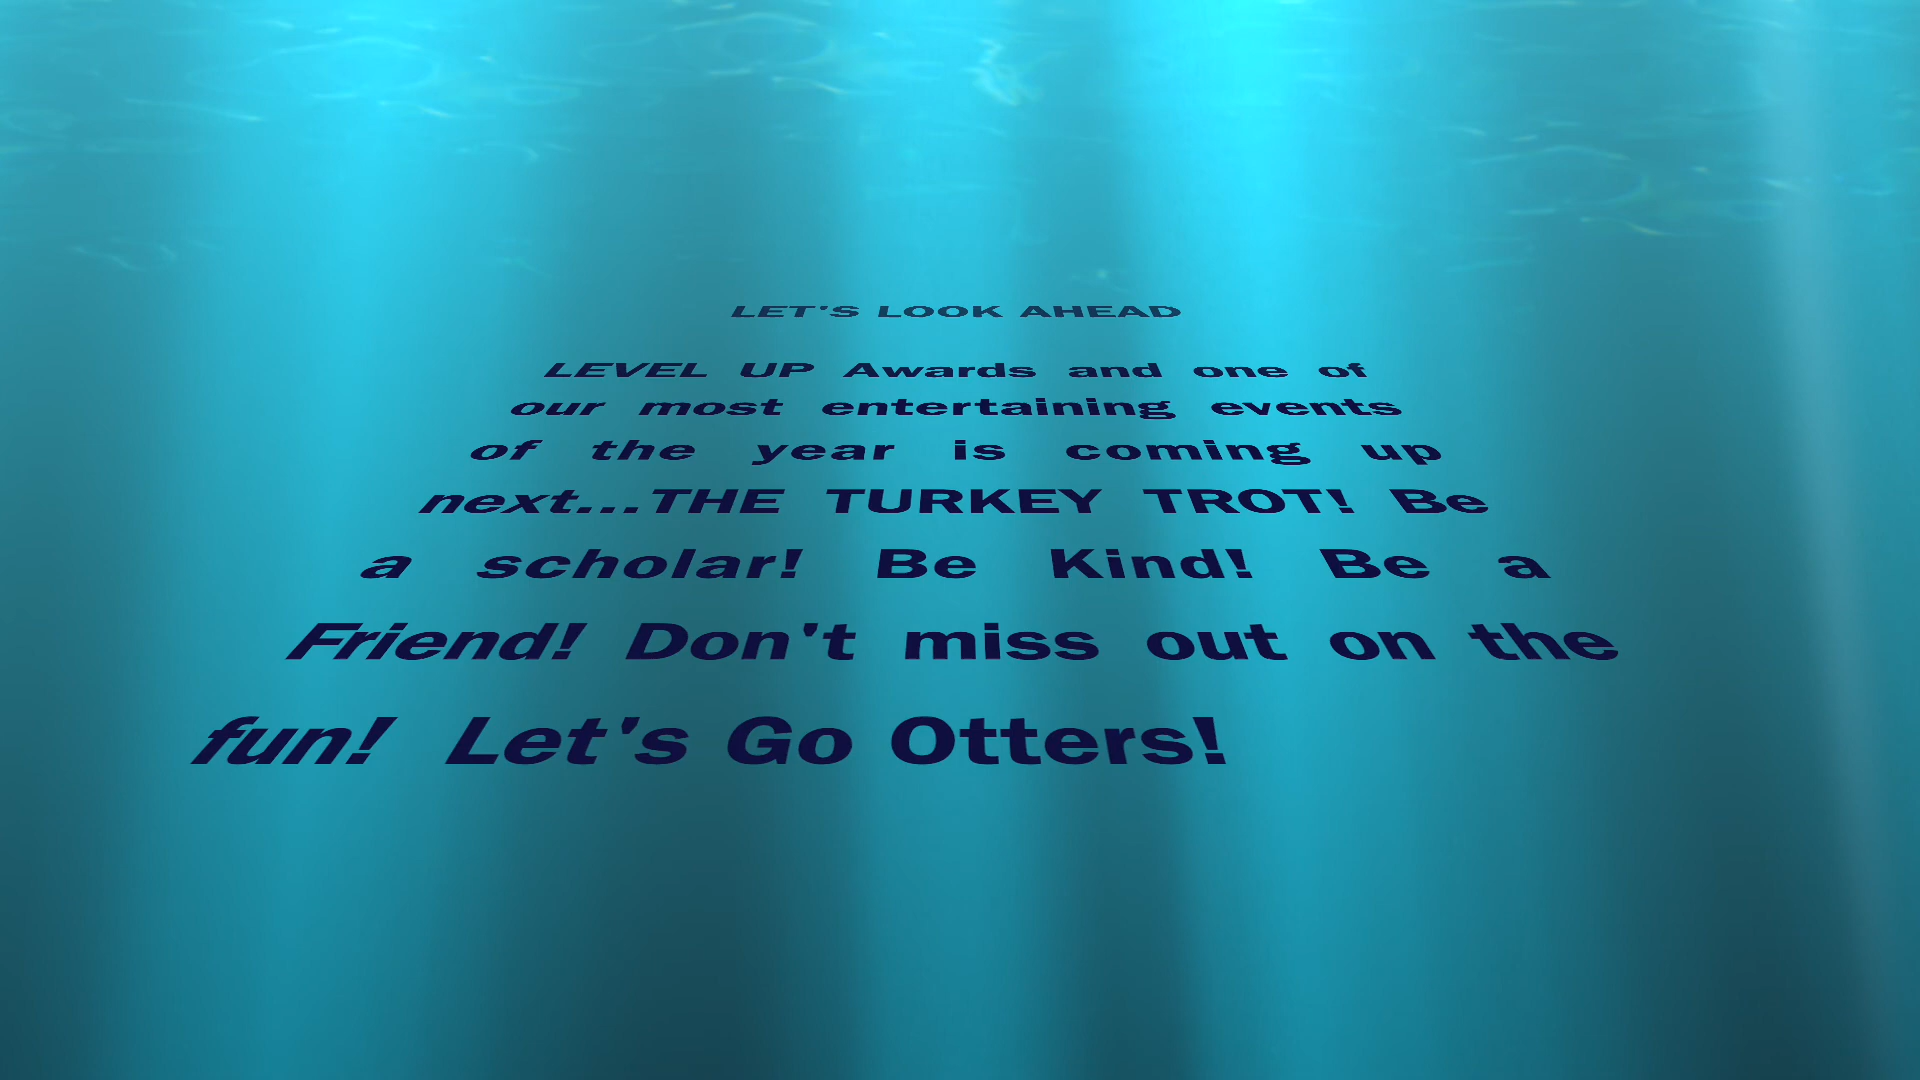 LET'S LOOK AHEAD
LEVEL UP Awards and one of
our most entertaining events
of the year is coming up
next...THE TURKEY TROT! Be
a scholar! Be Kind! Be a
Friend! Don't miss out on the
fun! Let's Go Otters!